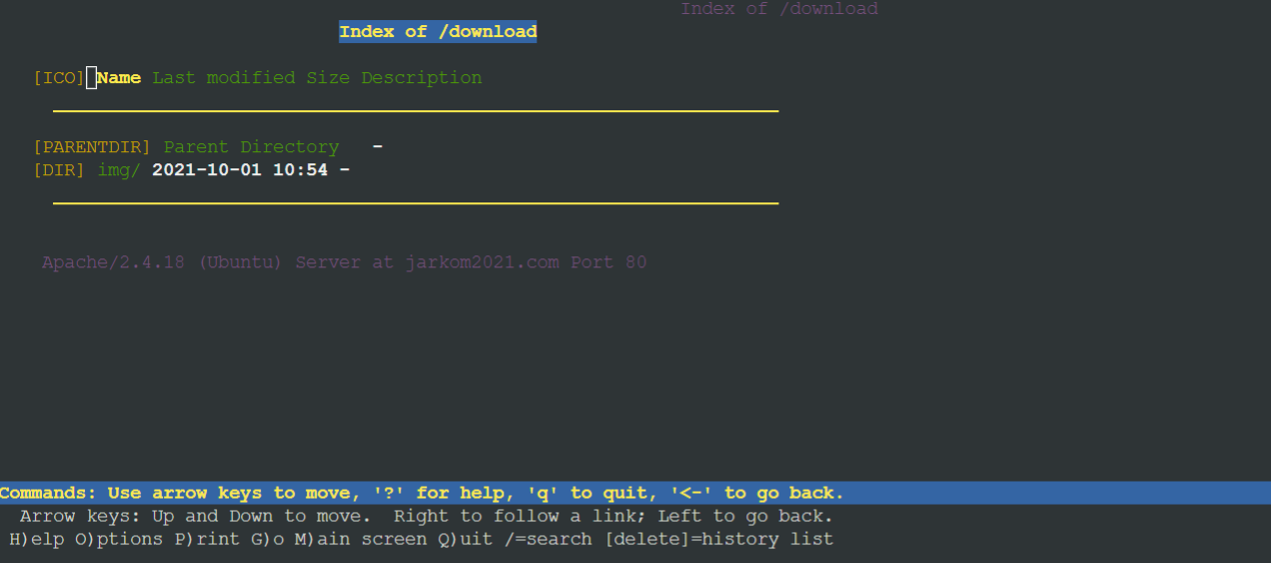 Index of /download
Index of /download
[ICO] Name Last modified Size Description
[PARENTDIR] Parent Directory -
[DIR] img/ 2021-10-01 10:54 -
Apache/2.4.18 (Ubuntu) Server at jarkom2021.com Port 80
Commands: Use arrow keys to move, '?' for help, 'q' to quit, '<-' to go back.
Arrow keys: Up and Down to move. Right to follow a link; Left to go back.
H)elp O)ptions P)rint G)o M)ain screen Q)uit /=search [delete]=history list